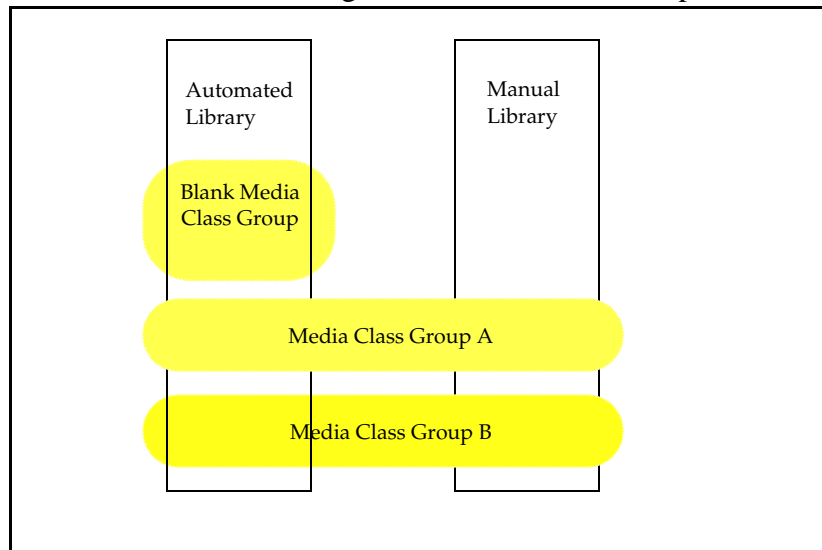 Automated
Library
Manual
Library
Blank Media
Class Group
Media Class Group A
Media Class Group B